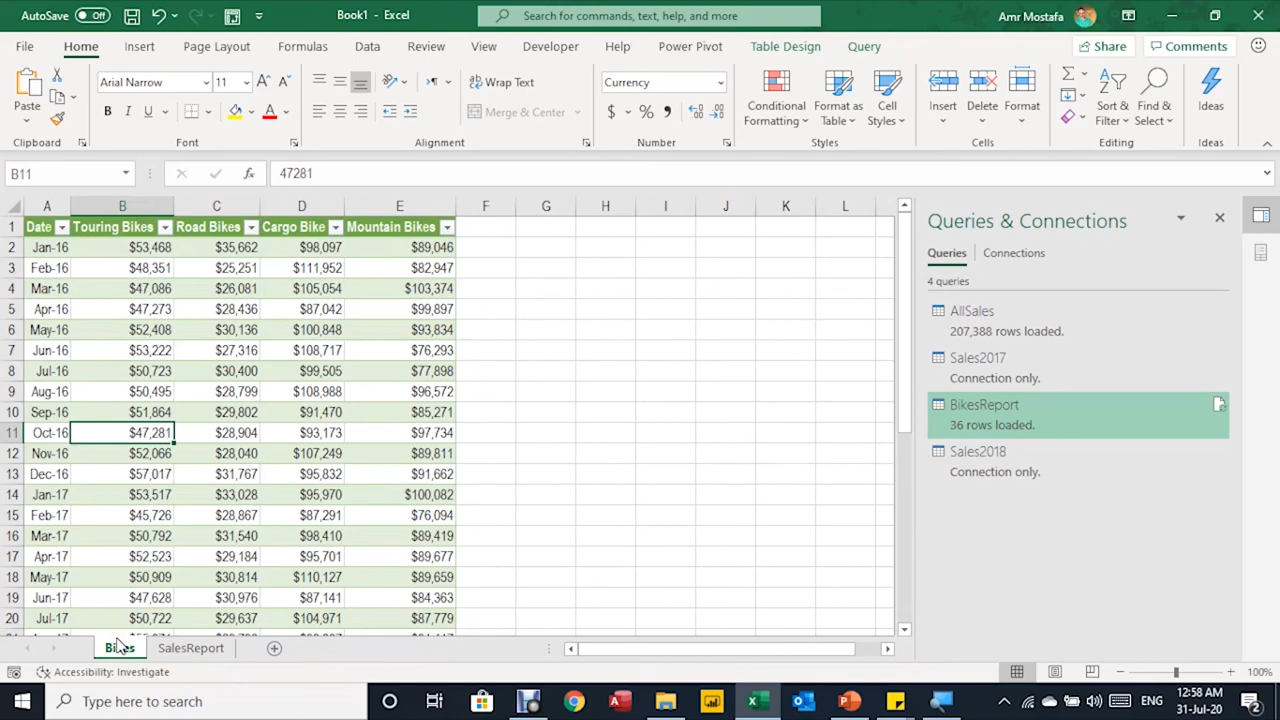 AutoSave Off Book1 - Excel Search for commands, text, help, and more Amr Mostafa
File Home Insert Page Layout Formulas Data Review View Developer Help Power Pivot Table Design Query Share Comments
Paste Arial Narrow 11 Wrap Text Currency Conditional Formatting Format as Table Cell Styles Insert Delete Format Sort & Filter Find & Select Ideas
B I U Merge & Center $ %
Clipboard Font Alignment Number Styles Cells Editing Ideas
B11 fx 47281
A B C D E F G H I J K L
1 Date Touring Bikes Road Bikes Cargo Bike Mountain Bikes
2 Jan-16 $53,468 $35,662 $98,097 $89,046
3 Feb-16 $48,351 $25,251 $111,952 $82,947
4 Mar-16 $47,086 $26,081 $105,054 $103,374
5 Apr-16 $47,273 $28,436 $87,042 $99,897
6 May-16 $52,408 $30,136 $100,848 $93,834
7 Jun-16 $53,222 $27,316 $108,717 $76,293
8 Jul-16 $50,723 $30,400 $99,505 $77,898
9 Aug-16 $50,495 $28,799 $108,988 $96,572
10 Sep-16 $51,864 $29,802 $91,470 $85,271
11 Oct-16 $47,281 $28,904 $93,173 $97,734
12 Nov-16 $52,066 $28,040 $107,249 $89,811
13 Dec-16 $57,017 $31,767 $95,832 $91,662
14 Jan-17 $53,517 $33,028 $95,970 $100,082
15 Feb-17 $45,726 $28,867 $87,291 $76,094
16 Mar-17 $50,792 $31,540 $98,410 $89,419
17 Apr-17 $52,523 $29,184 $95,701 $89,677
18 May-17 $50,909 $30,814 $110,127 $89,659
19 Jun-17 $47,628 $30,976 $87,141 $84,363
20 Jul-17 $50,722 $29,637 $104,971 $87,779
Queries & Connections
Queries Connections
4 queries
AllSales
207,388 rows loaded.
Sales2017
Connection only.
BikesReport
36 rows loaded.
Sales2018
Connection only.
Bikes SalesReport
Accessibility: Investigate 100%
Type here to search ENG 12:58 AM
31-Jul-20 2